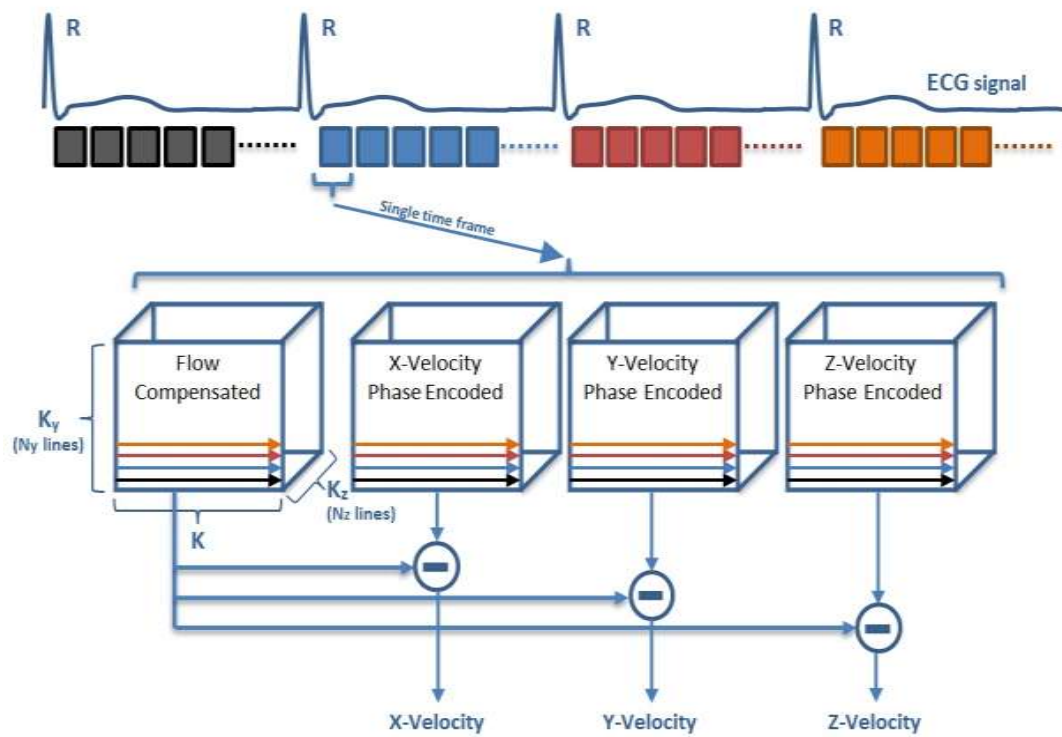 R
R
R
R
ECG signal
Single time frame
Flow
Compensated
X-Velocity
Phase Encoded
Y-Velocity
Phase Encoded
Z-Velocity
Phase Encoded
Ky
(Ny lines)
Kz
(Nz lines)
K
X-Velocity
Y-Velocity
Z-Velocity